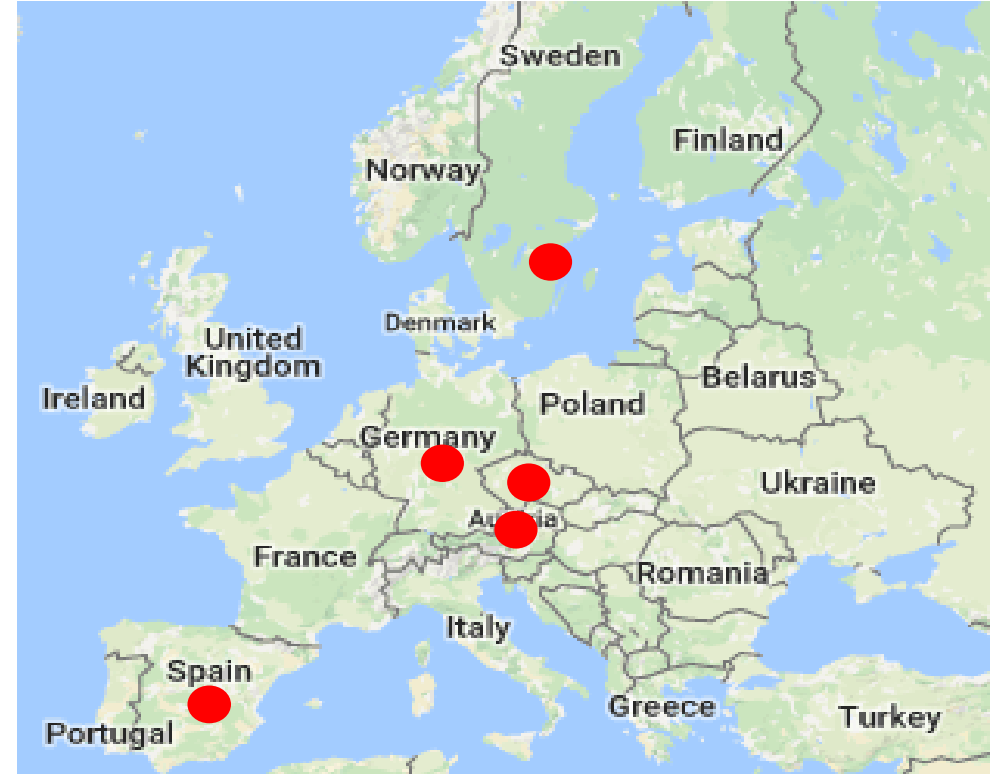 Sweden
Finland
Norway
Denmark
United
Kingdom
Ireland
Belarus
Poland
Germany
Ukraine
France
Romania
Italy
Spain
Greece
Turkey
Portugal